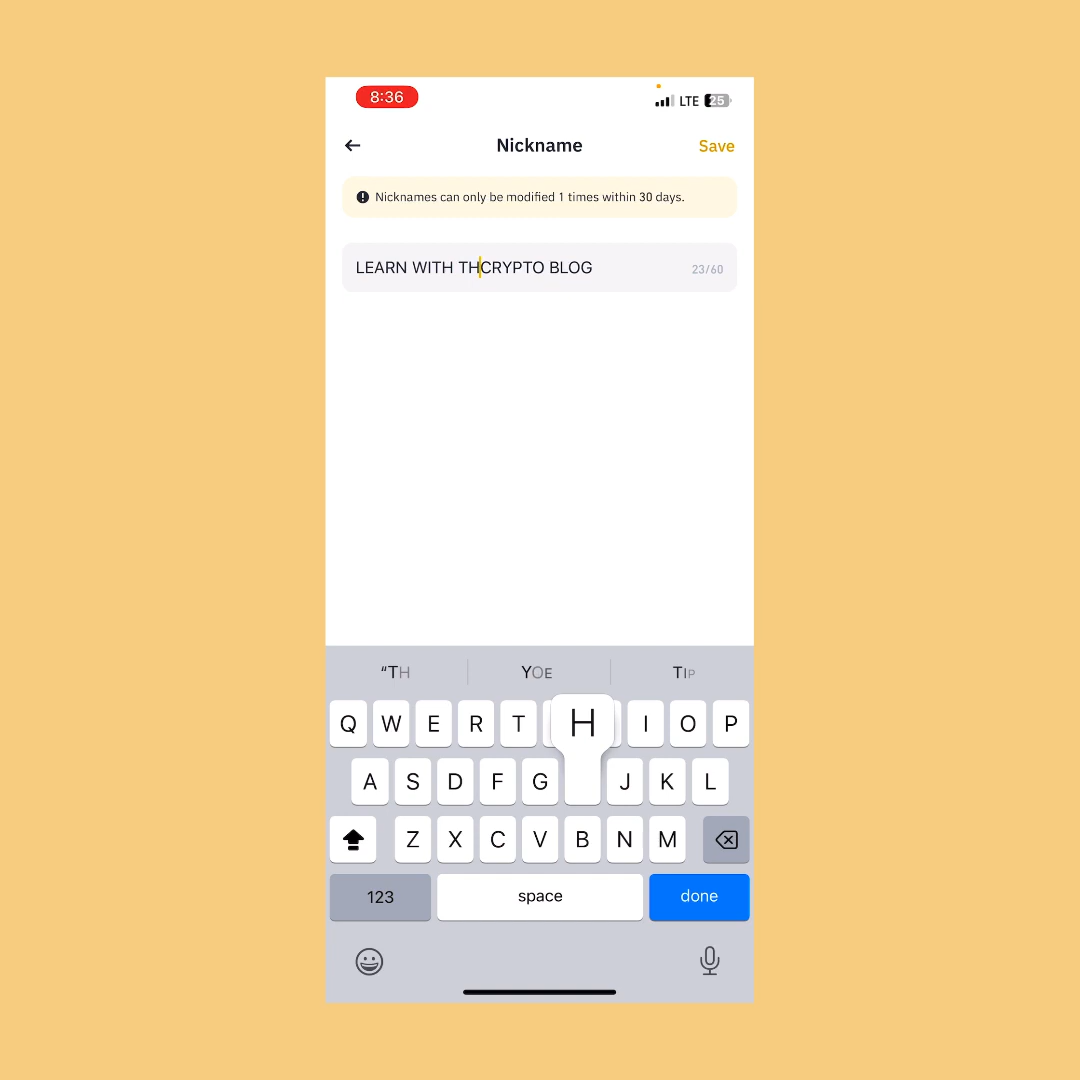 8:36 LTE 25
Nickname Save
Nicknames can only be modified 1 times within 30 days.
LEARN WITH THCRYPTO BLOG 23/60
“TH YOE TIP
Q W E R T H I O P
A S D F G J K L
Z X C V B N M
123 space done